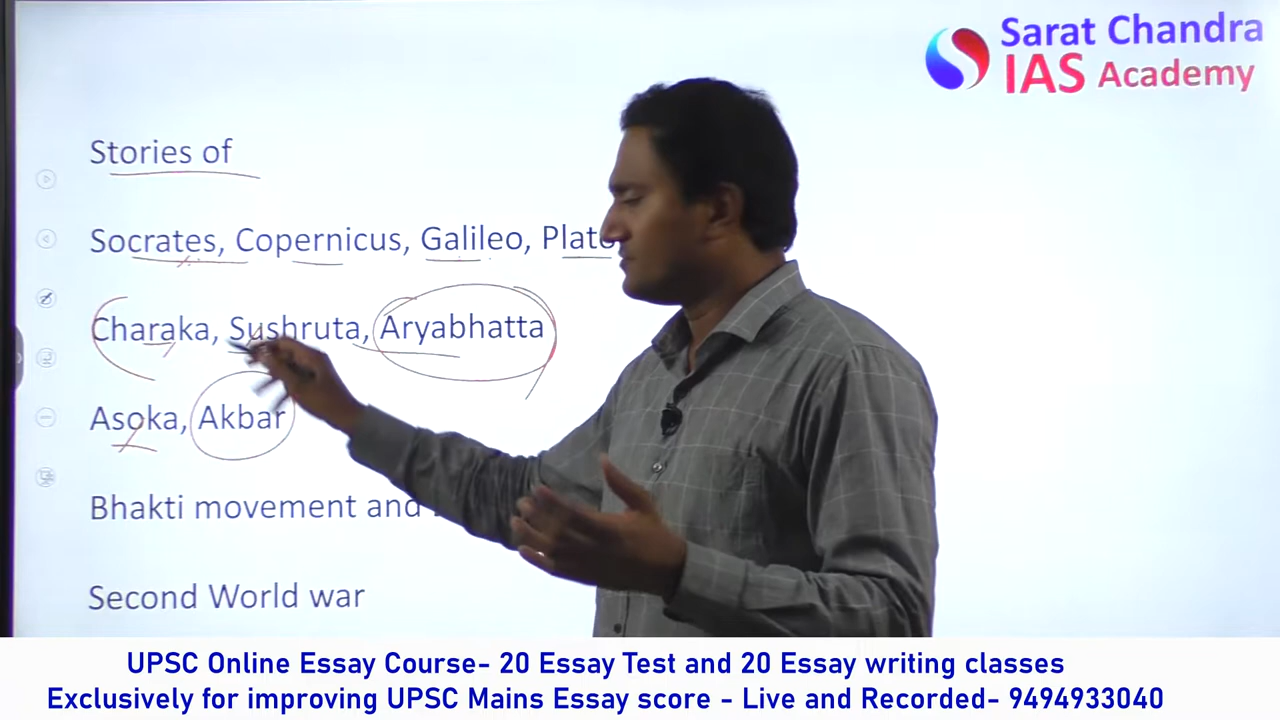 Sarat Chandra
IAS Academy
Stories of
Socrates, Copernicus, Galileo, Plato
Charaka, Sushruta, Aryabhatta
Asoka, Akbar
Bhakti movement and
Second World war
UPSC Online Essay Course- 20 Essay Test and 20 Essay writing classes
Exclusively for improving UPSC Mains Essay score - Live and Recorded- 9494933040